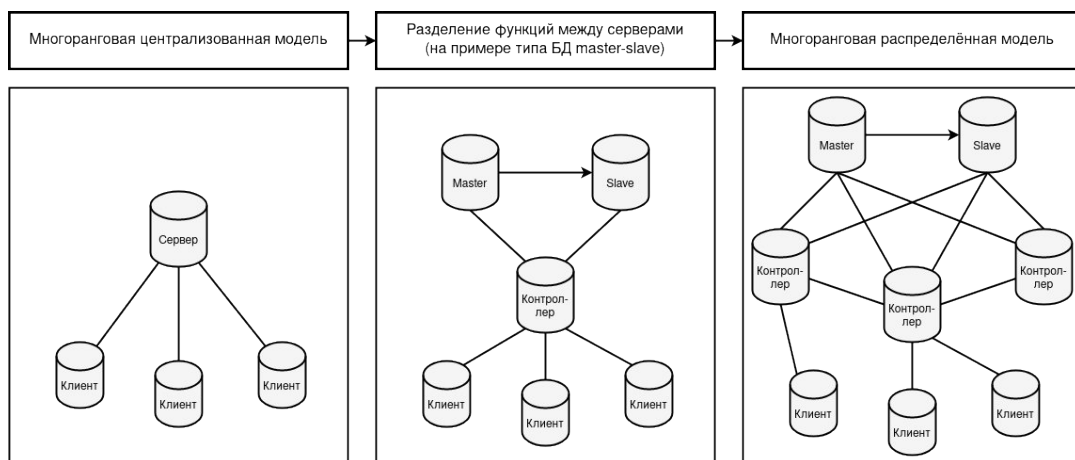 Многоранговая централизованная модель
Разделение функций между серверами
(на примере типа БД master-slave)
Многоранговая распределённая модель
Сервер
Клиент
Клиент
Клиент
Master
Slave
Контрол-
лер
Клиент
Клиент
Клиент
Master
Slave
Контрол-
лер
Контрол-
лер
Контрол-
лер
Клиент
Клиент
Клиент